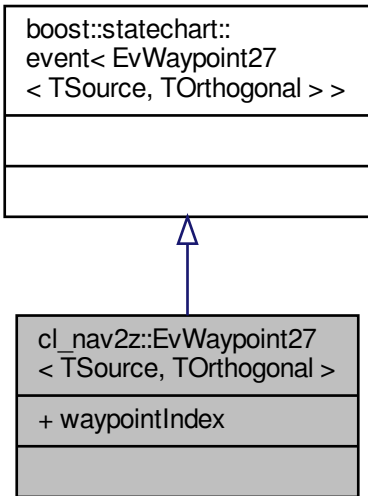 boost::statechart::
event< EvWaypoint27
< TSource, TOrthogonal > >
cl_nav2z::EvWaypoint27
< TSource, TOrthogonal >
+ waypointIndex